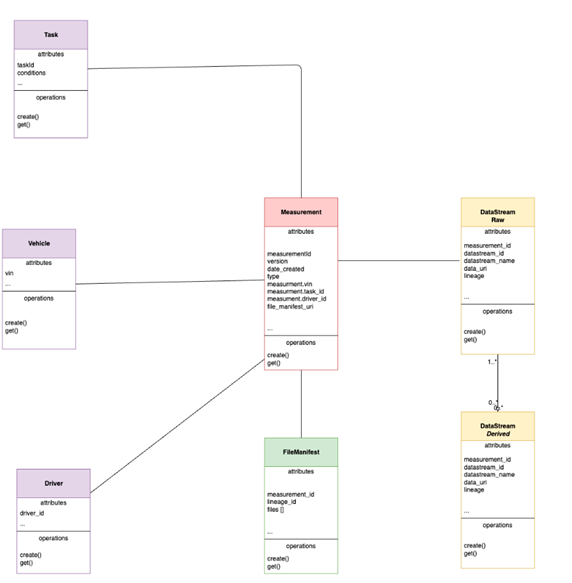 Task
attributes
taskId
conditions
...
operations
create()
get()
Vehicle
attributes
vin
...
operations
create()
get()
Measurement
attributes
measurementId
version
date_created
type
measurment.vin
measurment.task_id
measument.driver_id
file_manifest_uri
...
operations
create()
get()
DataStream
Raw
attributes
measurement_id
datastream_id
datastream_name
data_uri
lineage
...
operations
create()
get()
1..*
0..*
DataStream
Derived
attributes
measurement_id
datastream_id
datastream_name
data_uri
lineage
...
operations
create()
get()
Driver
attributes
driver_id
...
operations
create()
get()
FileManifest
attributes
measurement_id
lineage_id
files []
...
operations
create()
get()